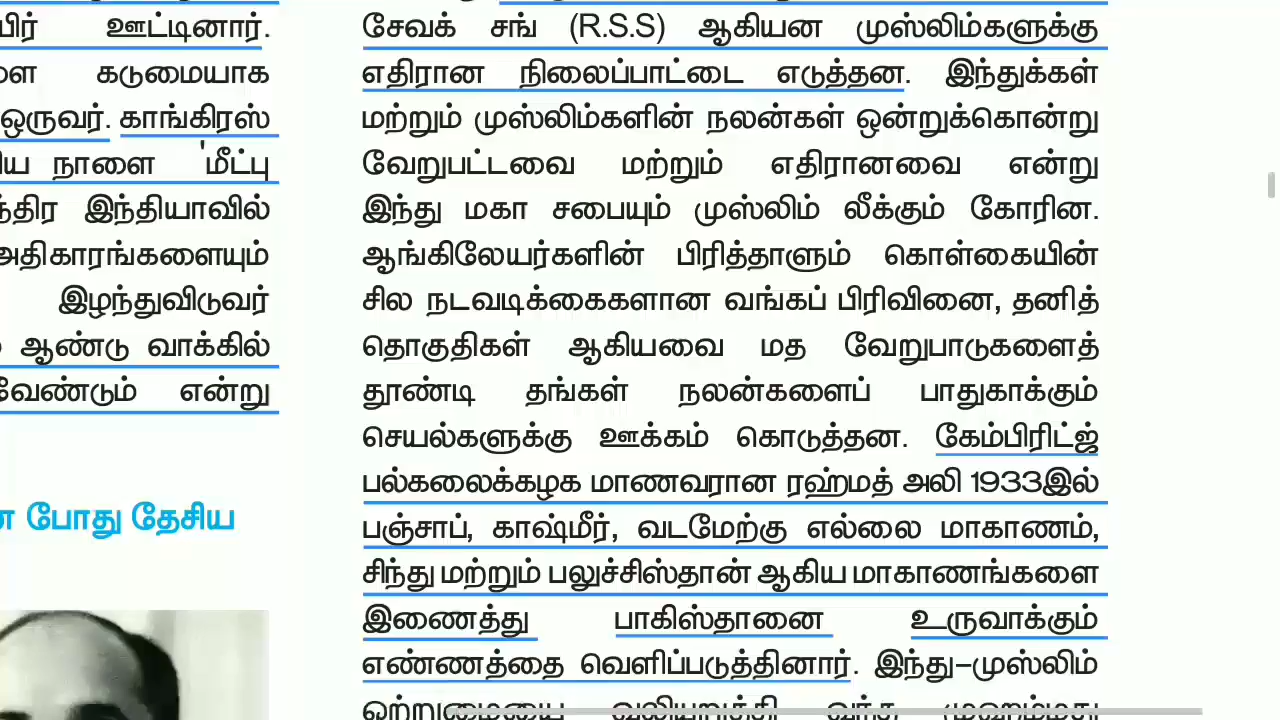 ஊட்டினார்.
கடுமையாக
ஒருவர். காங்கிரஸ்
நாளை 'மீட்பு
இந்தியாவில்
அதிகாரங்களையும்
இழந்துவிடுவர்
ஆண்டு வாக்கில்
வேண்டும் என்று
போது தேசிய
சேவக் சங் (R.S.S) ஆகியன முஸ்லிம்களுக்கு
எதிரான நிலைப்பாட்டை எடுத்தன. இந்துக்கள்
மற்றும் முஸ்லிம்களின் நலன்கள் ஒன்றுக்கொன்று
வேறுபட்டவை மற்றும் எதிரானவை என்று
இந்து மகா சபையும் முஸ்லிம் லீக்கும் கோரின.
ஆங்கிலேயர்களின் பிரித்தாளும் கொள்கையின்
சில நடவடிக்கைகளான வங்கப் பிரிவினை, தனித்
தொகுதிகள் ஆகியவை மத வேறுபாடுகளைத்
தூண்டி தங்கள் நலன்களைப் பாதுகாக்கும்
செயல்களுக்கு ஊக்கம் கொடுத்தன. கேம்பிரிட்ஜ்
பல்கலைக்கழக மாணவரான ரஹ்மத் அலி 1933இல்
பஞ்சாப், காஷ்மீர், வடமேற்கு எல்லை மாகாணம்,
சிந்து மற்றும் பலுச்சிஸ்தான் ஆகிய மாகாணங்களை
இணைத்து பாகிஸ்தானை உருவாக்கும்
எண்ணத்தை வெளிப்படுத்தினார். இந்து–முஸ்லிம்